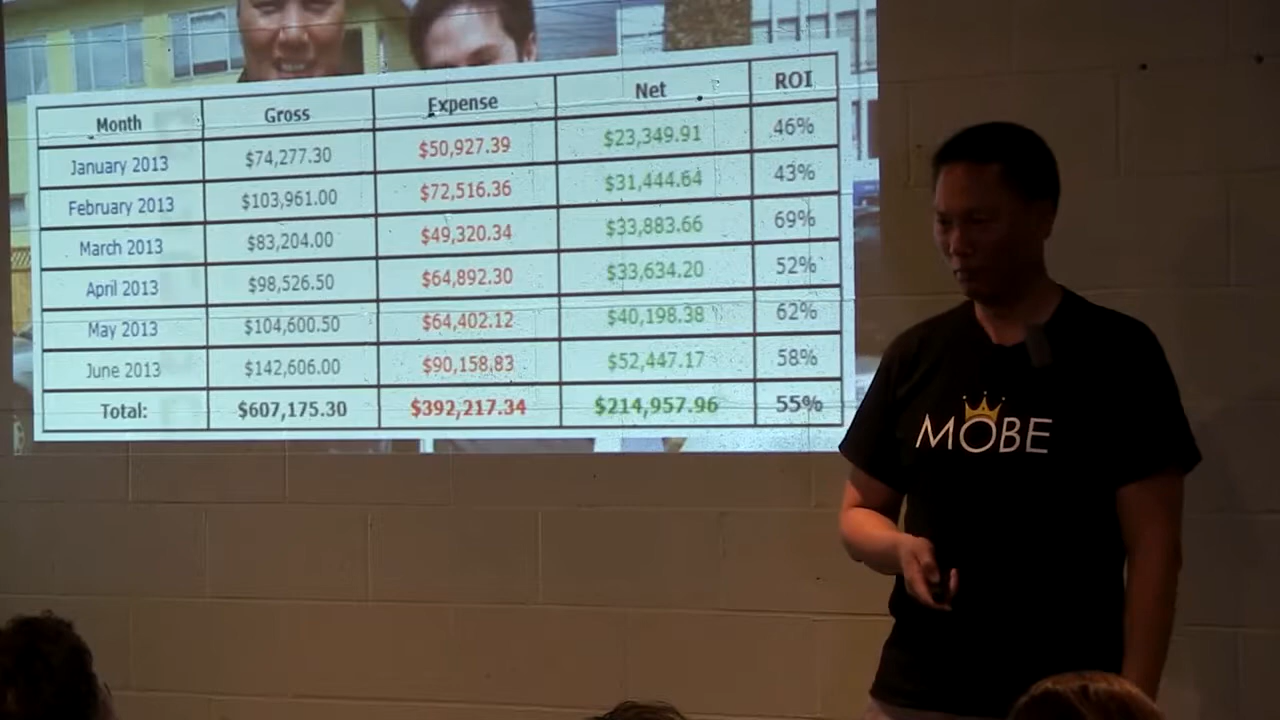 Month Gross Expense Net ROI
January 2013 $74,277.30 $50,927.39 $23,349.91 46%
February 2013 $103,961.00 $72,516.36 $31,444.64 43%
March 2013 $83,204.00 $49,320.34 $33,883.66 69%
April 2013 $98,526.50 $64,892.30 $33,634.20 52%
May 2013 $104,600.50 $64,402.12 $40,198.38 62%
June 2013 $142,606.00 $90,158.83 $52,447.17 58%
Total: $607,175.30 $392,217.34 $214,957.96 55%
MOBE